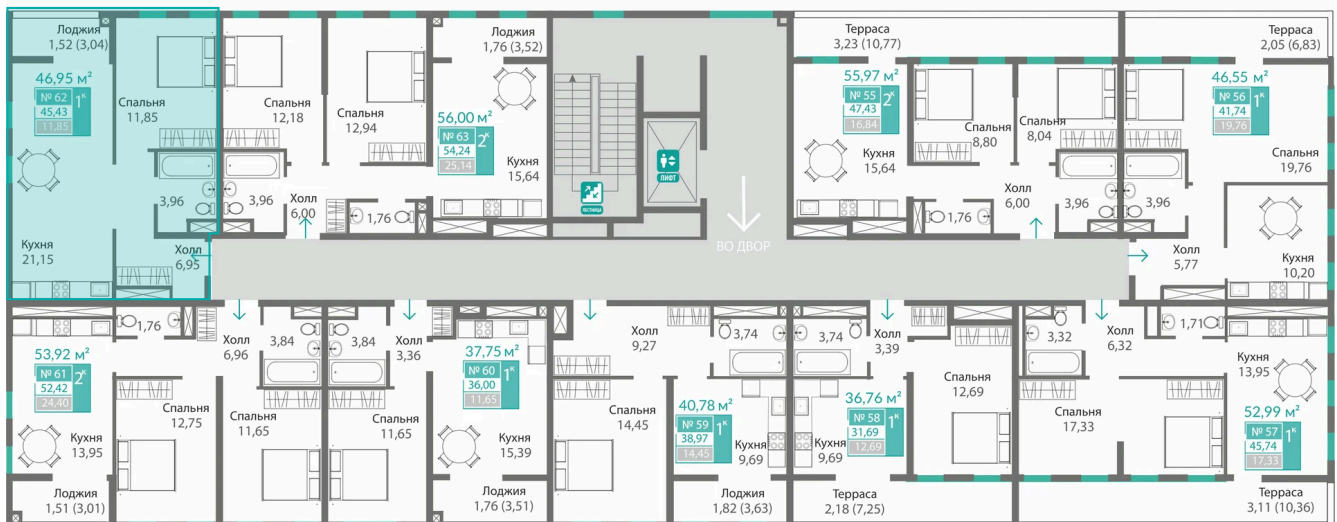 Лоджия
1,52 (3,04)
46,95 м²
№ 62
45,43
11,85
1к
Спальня
11,85
3,96
Кухня
21,15
Холл
6,95
Спальня
12,18
Спальня
12,94
3,96
Холл
6,00
1,76
Лоджия
1,76 (3,52)
56,00 м²
№ 63
54,24
25,14
2к
Кухня
15,64
ЛЕСТНИЦА
ЛИФТ
ВО ДВОР
Терраса
3,23 (10,77)
55,97 м²
№ 55
47,43
16,84
2к
Кухня
15,64
Спальня
8,80
Спальня
8,04
1,76
Холл
6,00
3,96
Терраса
2,05 (6,83)
46,55 м²
№ 56
41,74
19,76
1к
Спальня
19,76
3,96
Холл
5,77
Кухня
10,20
53,92 м²
№ 61
52,42
24,40
2к
1,76
Холл
6,96
3,84
Спальня
12,75
Спальня
11,65
Кухня
13,95
Лоджия
1,51 (3,01)
3,84
Холл
3,36
37,75 м²
№ 60
36,00
11,65
1к
Спальня
11,65
Кухня
15,39
Лоджия
1,76 (3,51)
Холл
9,27
3,74
Спальня
14,45
40,78 м²
№ 59
38,97
14,45
1к
Кухня
9,69
Лоджия
1,82 (3,63)
3,74
Холл
3,39
36,76 м²
№ 58
31,69
12,69
1к
Спальня
12,69
Кухня
9,69
Терраса
2,18 (7,25)
3,32
Холл
6,32
1,71
Кухня
13,95
Спальня
17,33
52,99 м²
№ 57
45,74
17,33
1к
Терраса
3,11 (10,36)